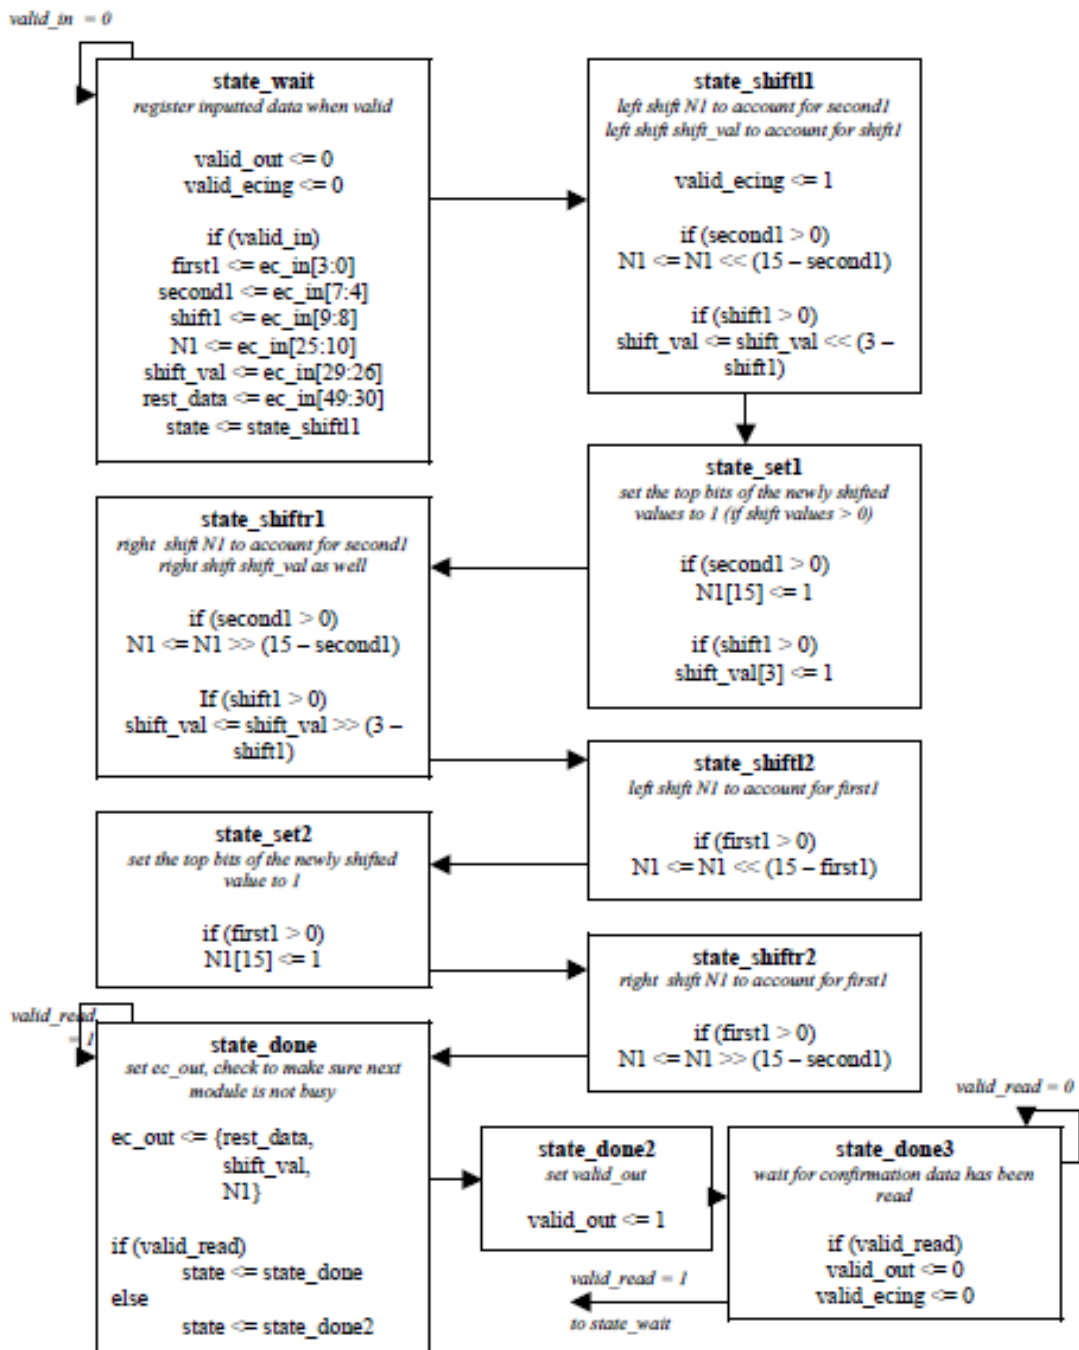 valid_in = 0
state_wait
register inputted data when valid
valid_out <= 0
valid_ecing <= 0
if (valid_in)
first1 <= ec_in[3:0]
second1 <= ec_in[7:4]
shift1 <= ec_in[9:8]
N1 <= ec_in[25:10]
shift_val <= ec_in[29:26]
rest_data <= ec_in[49:30]
state <= state_shiftl1
state_shiftl1
left shift N1 to account for second1
left shift shift_val to account for shift1
valid_ecing <= 1
if (second1 > 0)
N1 <= N1 << (15 – second1)
if (shift1 > 0)
shift_val <= shift_val << (3 –
shift1)
state_set1
set the top bits of the newly shifted
values to 1 (if shift values > 0)
if (second1 > 0)
N1[15] <= 1
if (shift1 > 0)
shift_val[3] <= 1
state_shiftr1
right shift N1 to account for second1
right shift shift_val as well
if (second1 > 0)
N1 <= N1 >> (15 – second1)
If (shift1 > 0)
shift_val <= shift_val >> (3 –
shift1)
state_shiftl2
left shift N1 to account for first1
if (first1 > 0)
N1 <= N1 << (15 – first1)
state_set2
set the top bits of the newly shifted
value to 1
if (first1 > 0)
N1[15] <= 1
state_shiftr2
right shift N1 to account for first1
if (first1 > 0)
N1 <= N1 >> (15 – second1)
valid_read
= 1
state_done
set ec_out, check to make sure next
module is not busy
ec_out <= {rest_data,
shift_val,
N1}
if (valid_read)
state <= state_done
else
state <= state_done2
state_done2
set valid_out
valid_out <= 1
valid_read = 0
state_done3
wait for confirmation data has been
read
if (valid_read)
valid_out <= 0
valid_ecing <= 0
valid_read = 1
to state_wait